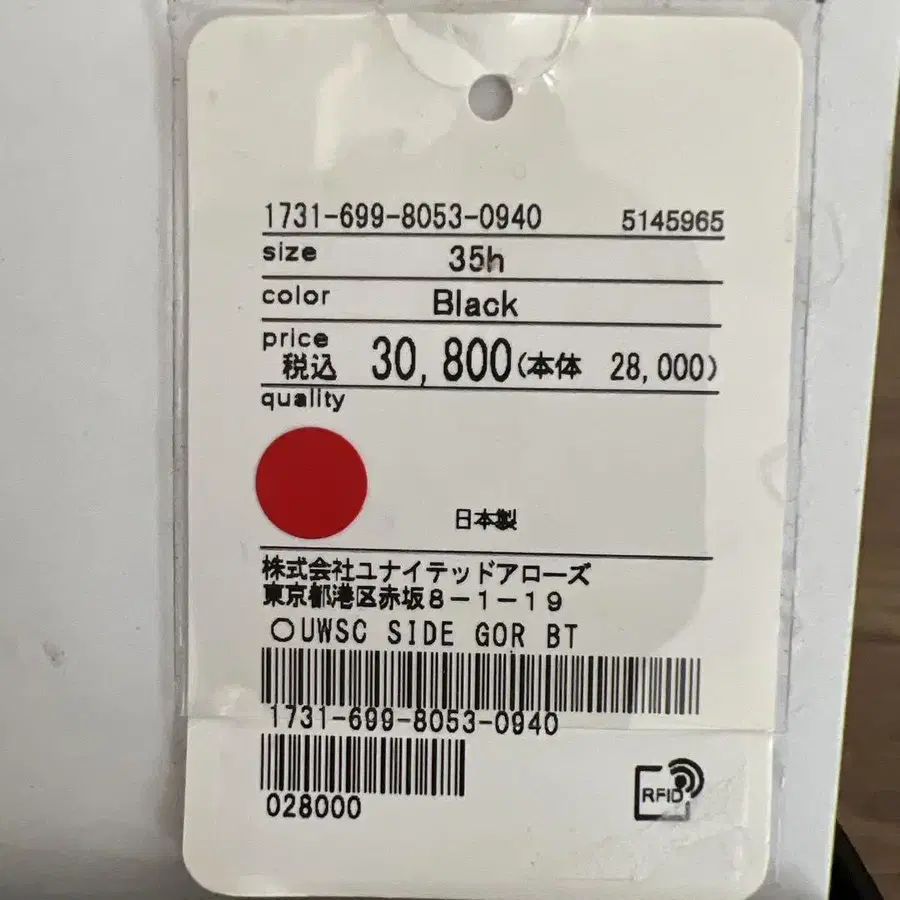 1731-699-8053-0940 5145965
size 35h
color Black
price
税込 30,800(本体 28,000)
quality
日本製
株式会社ユナイテッドアローズ
東京都港区赤坂8-1-19
〇UWSC SIDE GOR BT
1731-699-8053-0940
028000
RFID